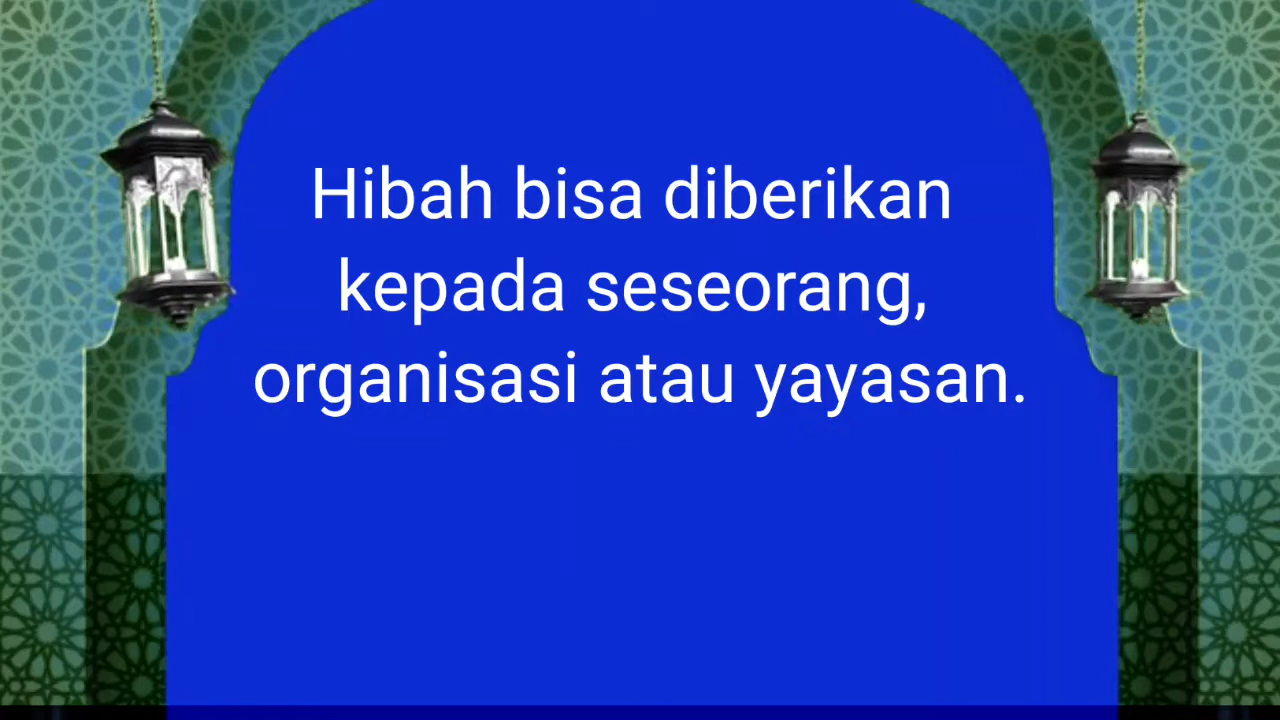 Hibah bisa diberikan
kepada seseorang,
organisasi atau yayasan.